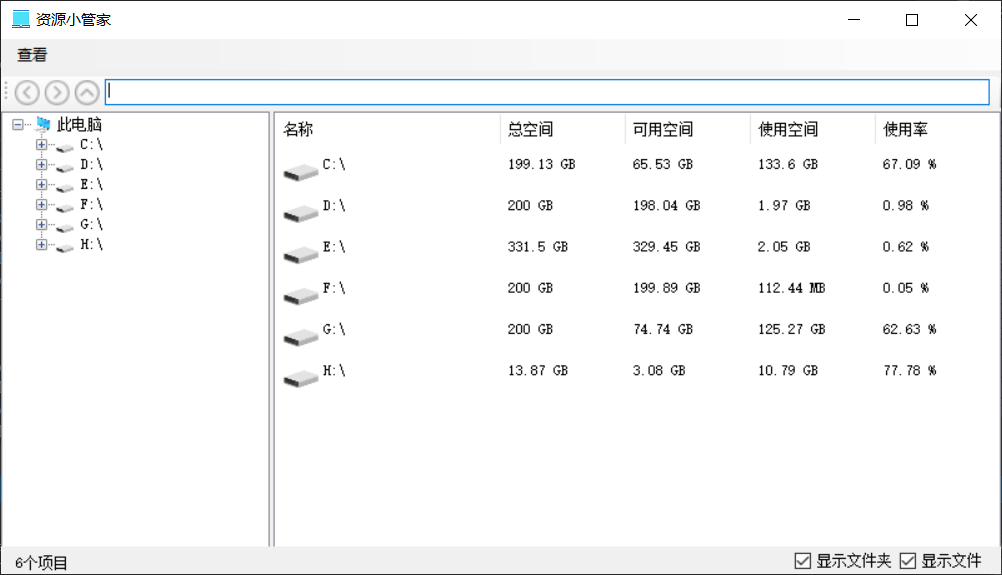 资源小管家
查看
此电脑
C:\
D:\
E:\
F:\
G:\
H:\
名称 总空间 可用空间 使用空间 使用率
C:\ 199.13 GB 65.53 GB 133.6 GB 67.09 %
D:\ 200 GB 198.04 GB 1.97 GB 0.98 %
E:\ 331.5 GB 329.45 GB 2.05 GB 0.62 %
F:\ 200 GB 199.89 GB 112.44 MB 0.05 %
G:\ 200 GB 74.74 GB 125.27 GB 62.63 %
H:\ 13.87 GB 3.08 GB 10.79 GB 77.78 %
6个项目 显示文件夹 显示文件